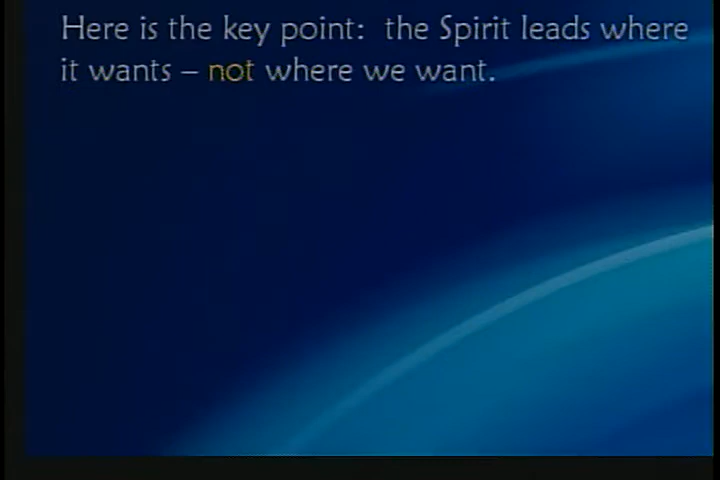 Here is the key point:  the Spirit leads where
it wants – not where we want.